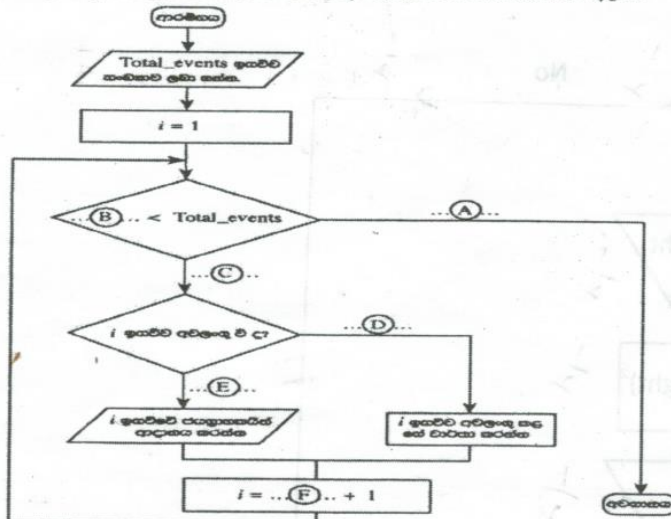 ආරම්භය
Total_events ඉසව්ව
සංඛ්‍යාව ලබා ගන්න.
i = 1
...Ⓑ... < Total_events
...Ⓐ...
...Ⓒ...
i ඉසව්ව අවලංගු වී ද?
...Ⓓ...
...Ⓔ...
i ඉසව්වේ ජයග්‍රාහකයින්
ආදානය කරන්න
i ඉසව්ව අවලංගු කළ
වාර්තා කරන්න
i = ...Ⓕ... + 1
අවසානය
No